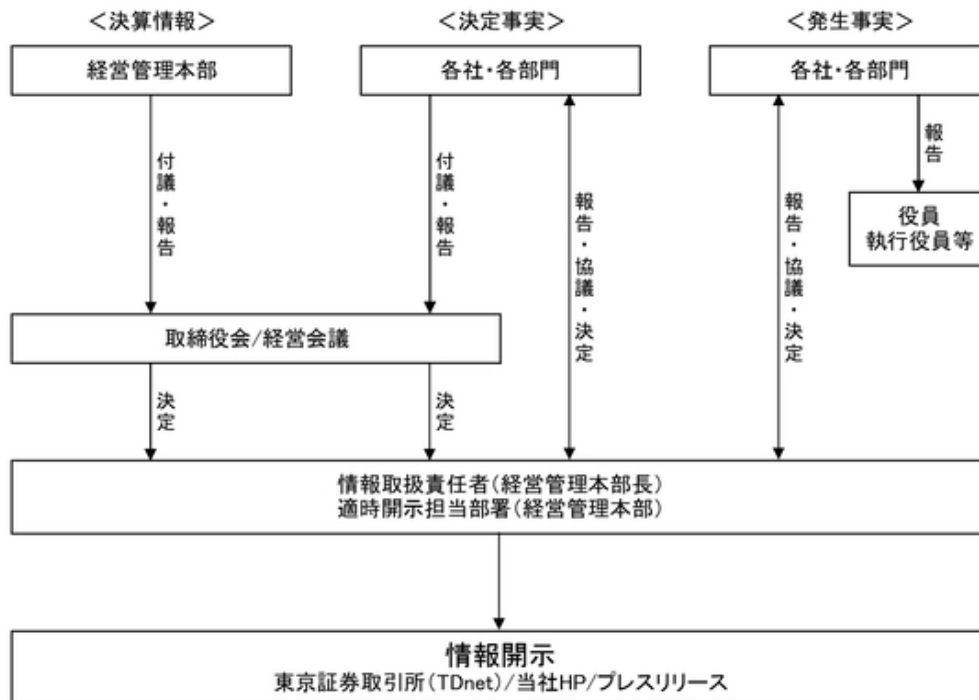 <決算情報>
<決定事実>
<発生事実>
経営管理本部
各社・各部門
各社・各部門
付議・報告
付議・報告
報告・協議・決定
報告・協議・決定
報告
役員
執行役員等
取締役会/経営会議
決定
決定
情報取扱責任者(経営管理本部長)
適時開示担当部署(経営管理本部)
情報開示
東京証券取引所(TDnet)/当社HP/プレスリリース